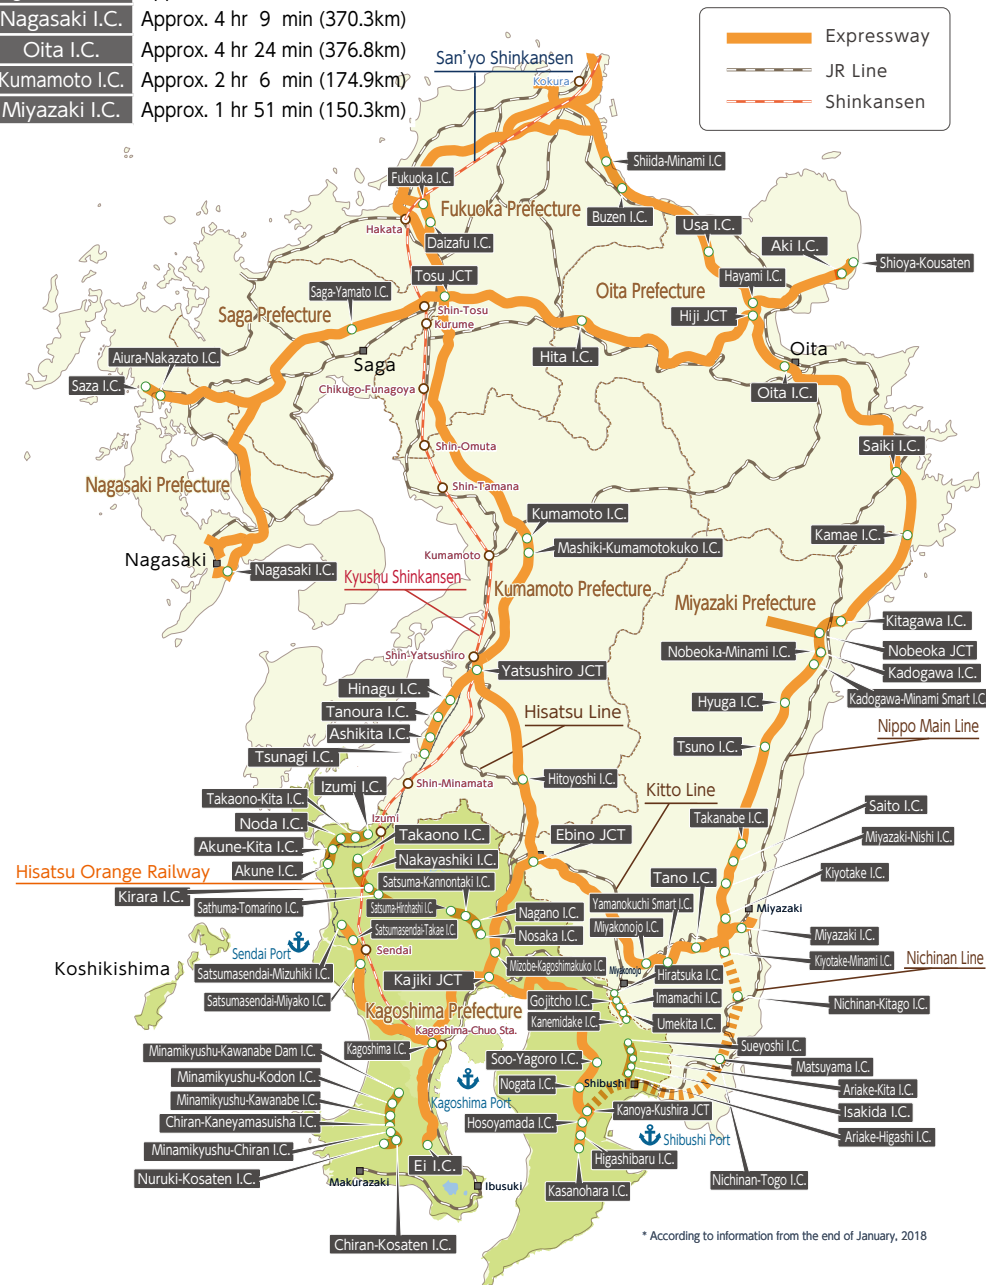 Nagasaki I.C. Approx. 4 hr 9 min (370.3km)
Oita I.C. Approx. 4 hr 24 min (376.8km)
Kumamoto I.C. Approx. 2 hr 6 min (174.9km)
Miyazaki I.C. Approx. 1 hr 51 min (150.3km)
Expressway
JR Line
Shinkansen
San'yo Shinkansen
Kokura
Shiida-Minami I.C
Fukuoka I.C.
Fukuoka Prefecture
Buzen I.C.
Hakata
Usa I.C.
Daizafu I.C.
Aki I.C.
Shioya-Kousaten
Tosu JCT
Hayami I.C.
Saga-Yamato I.C.
Oita Prefecture
Saga Prefecture
Shin-Tosu
Hiji JCT
Kurume
Aiura-Nakazato I.C.
Saga
Hita I.C.
Oita
Saza I.C.
Chikugo-Funagoya
Oita I.C.
Shin-Omuta
Saiki I.C.
Nagasaki Prefecture
Shin-Tamana
Kumamoto I.C.
Kamae I.C.
Nagasaki
Kumamoto
Mashiki-Kumamotokuko I.C.
Nagasaki I.C.
Kyushu Shinkansen
Kumamoto Prefecture
Miyazaki Prefecture
Kitagawa I.C.
Shin-Yatsushiro
Nobeoka-Minami I.C.
Nobeoka JCT
Yatsushiro JCT
Kadogawa I.C.
Hinagu I.C.
Kadogawa-Minami Smart I.C
Tanoura I.C.
Hisatsu Line
Hyuga I.C.
Ashikita I.C.
Nippo Main Line
Tsunagi I.C.
Tsuno I.C.
Shin-Minamata
Hitoyoshi I.C.
Izumi I.C.
Kitto Line
Takaono-Kita I.C.
Saito I.C.
Noda I.C.
Izumi
Takanabe I.C.
Takaono I.C.
Ebino JCT
Miyazaki-Nishi I.C.
Akune-Kita I.C.
Nakayashiki I.C.
Hisatsu Orange Railway
Akune I.C.
Kiyotake I.C.
Satsuma-Kannontaki I.C.
Tano I.C.
Kirara I.C.
Sathuma-Tomarino I.C.
Satsuma-Hirohashi I.C.
Nagano I.C.
Yamanokuchi Smart I.C.
Miyazaki
Miyakonojo I.C.
Satsumasendai-Takae I.C.
Nosaka I.C.
Miyazaki I.C.
Sendai Port
Sendai
Kiyotake-Minami I.C.
Nichinan Line
Koshikishima
Satsumasendai-Mizuhiki I.C.
Mizobe-Kagoshimakuko I.C.
Miyakonojo
Hiratsuka I.C.
Kajiki JCT
Satsumasendai-Miyako I.C.
Gojitcho I.C.
Imamachi I.C.
Nichinan-Kitago I.C.
Kagoshima Prefecture
Kanemidake I.C.
Umekita I.C.
Kagoshima-Chuo Sta.
Minamikyushu-Kawanabe Dam I.C.
Kagoshima I.C
Sueyoshi I.C.
Soo-Yagoro I.C.
Matsuyama I.C.
Minamikyushu-Kodon I.C.
Nogata I.C.
Shibushi
Ariake-Kita I.C.
Minamikyushu-Kawanabe I.C.
Kagoshima Port
Kanoya-Kushira JCT
Isakida I.C.
Chiran-Kaneyamasuisha I.C.
Hosoyamada I.C.
Shibushi Port
Ariake-Higashi I.C.
Minamikyushu-Chiran I.C.
Higashibaru I.C.
Ei I.C.
Nuruki-Kosaten I.C.
Makurazaki
Ibusuki
Kasanohara I.C.
Nichinan-Togo I.C.
Chiran-Kosaten I.C.
* According to information from the end of January, 2018